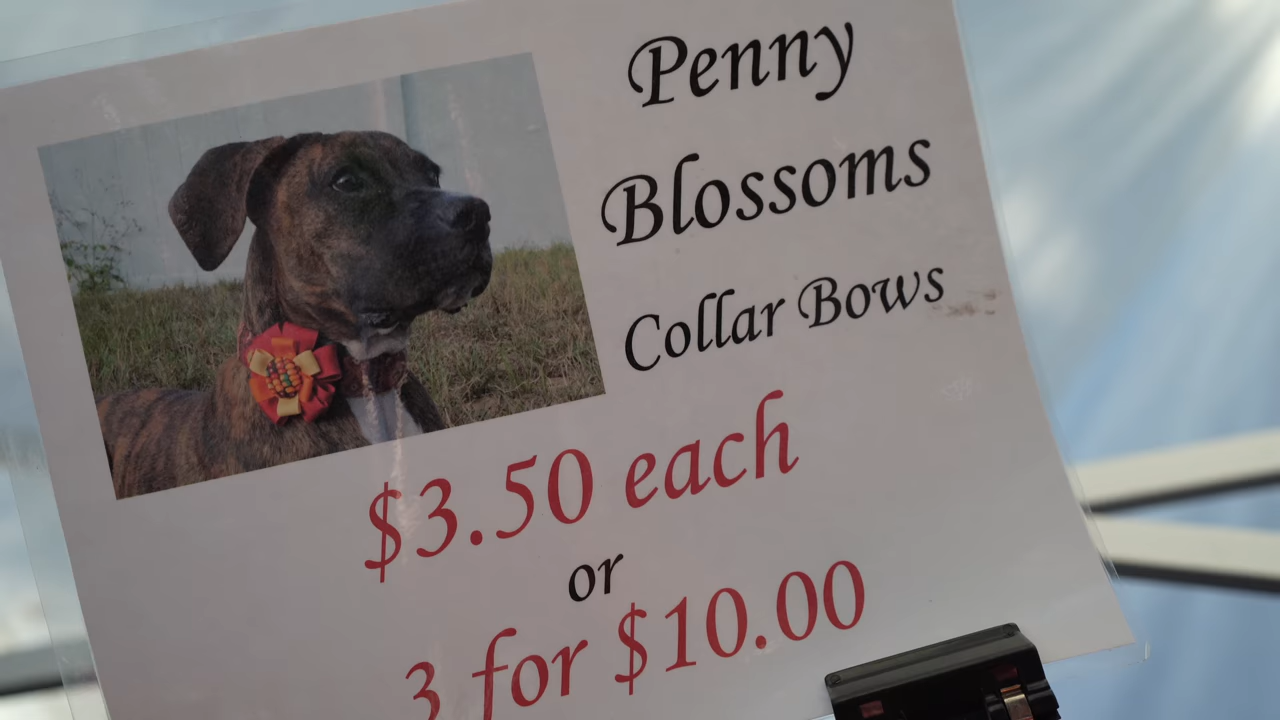 Penny
Blossoms
Collar Bows
$3.50 each
or
3 for $10.00